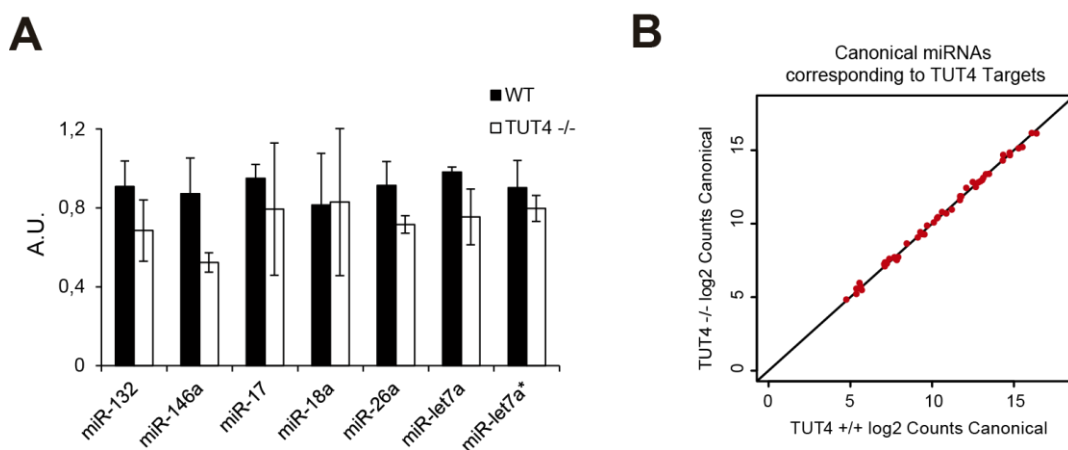 A
WT
TUT4 -/-
1,2
0,8
0,4
0
A.U.
miR-132
miR-146a
miR-17
miR-18a
miR-26a
miR-let7a
miR-let7a*
B
Canonical miRNAs
corresponding to TUT4 Targets
TUT4 -/- log2 Counts Canonical
15
10
5
0
0
5
10
15
TUT4 +/+ log2 Counts Canonical